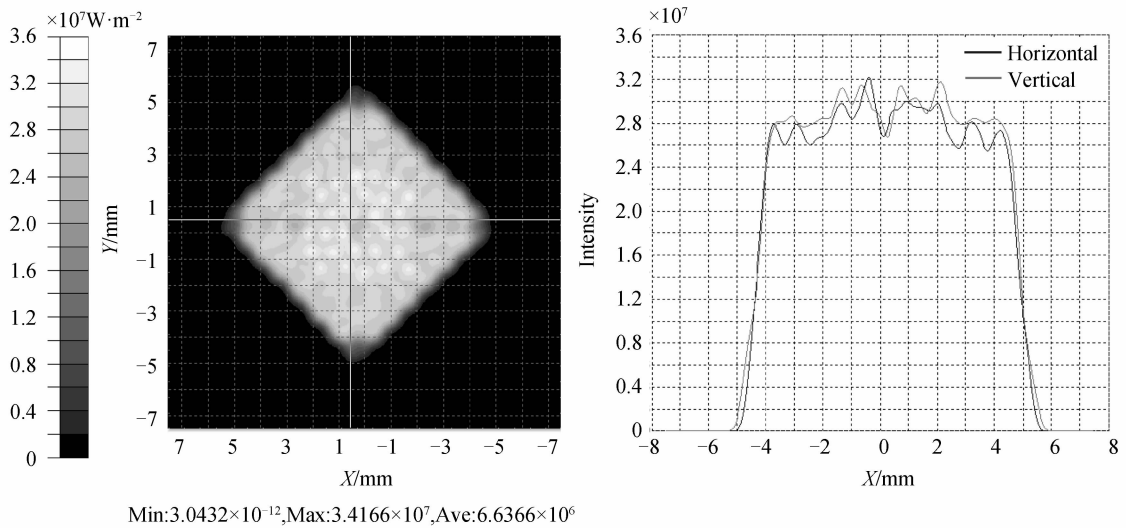 ×10⁷W·m⁻²
3.6
3.2
2.8
2.4
2.0
1.6
1.2
0.8
0.4
0
Y/mm
7
5
3
1
−1
−3
−5
−7
7 5 3 1 −1 −3 −5 −7
X/mm
Min:3.0432×10⁻¹²,Max:3.4166×10⁷,Ave:6.6366×10⁶
×10⁷
Horizontal
Vertical
Intensity
3.6
3.2
2.8
2.4
2.0
1.6
1.2
0.8
0.4
0
−8 −6 −4 −2 0 2 4 6 8
X/mm